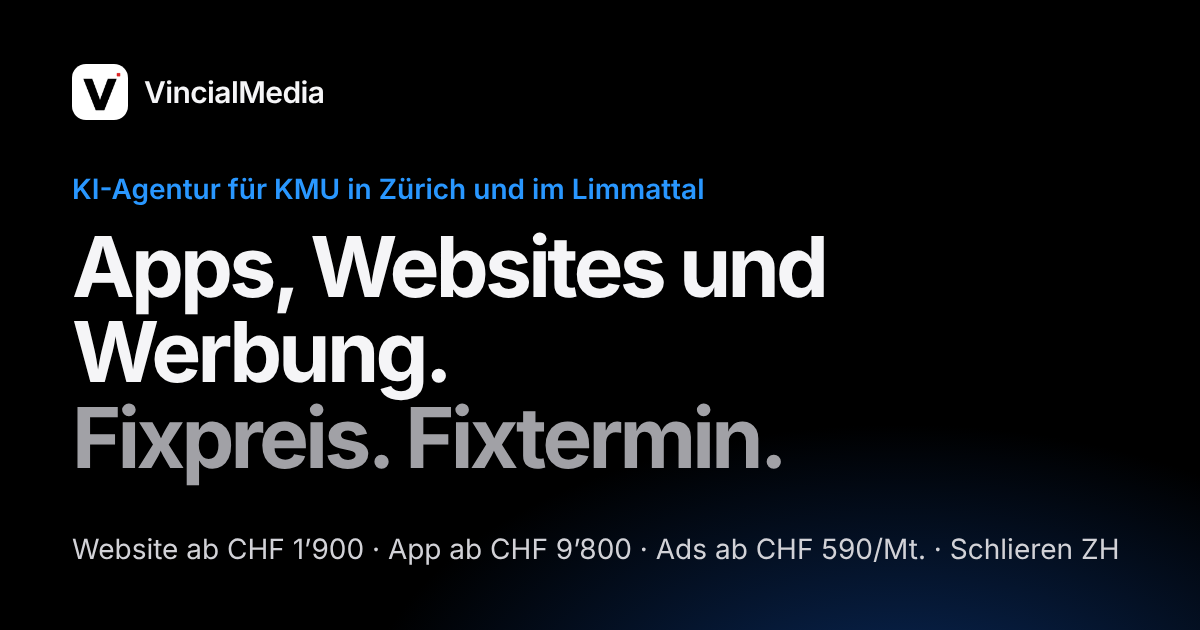 V
VincialMedia
KI-Agentur für KMU in Zürich und im Limmattal
Apps, Websites und
Werbung.
Fixpreis. Fixtermin.
Website ab CHF 1’900 · App ab CHF 9’800 · Ads ab CHF 590/Mt. · Schlieren ZH